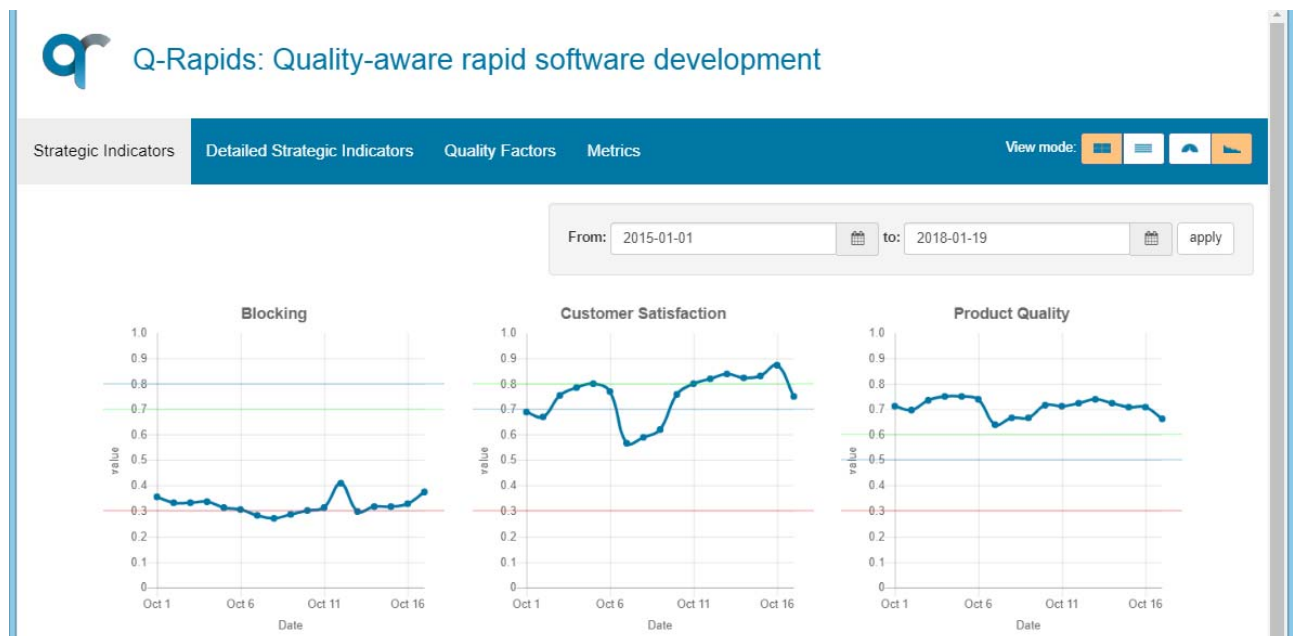 qr Q-Rapids: Quality-aware rapid software development
Strategic Indicators Detailed Strategic Indicators Quality Factors Metrics View mode:
From: 2015-01-01 to: 2018-01-19 apply
Blocking
1.0
0.9
0.8
0.7
0.6
0.5
0.4
0.3
0.2
0.1
0
value
Oct 1 Oct 6 Oct 11 Oct 16
Date
Customer Satisfaction
1.0
0.9
0.8
0.7
0.6
0.5
0.4
0.3
0.2
0.1
0
value
Oct 1 Oct 6 Oct 11 Oct 16
Date
Product Quality
1.0
0.9
0.8
0.7
0.6
0.5
0.4
0.3
0.2
0.1
0
value
Oct 1 Oct 6 Oct 11 Oct 16
Date